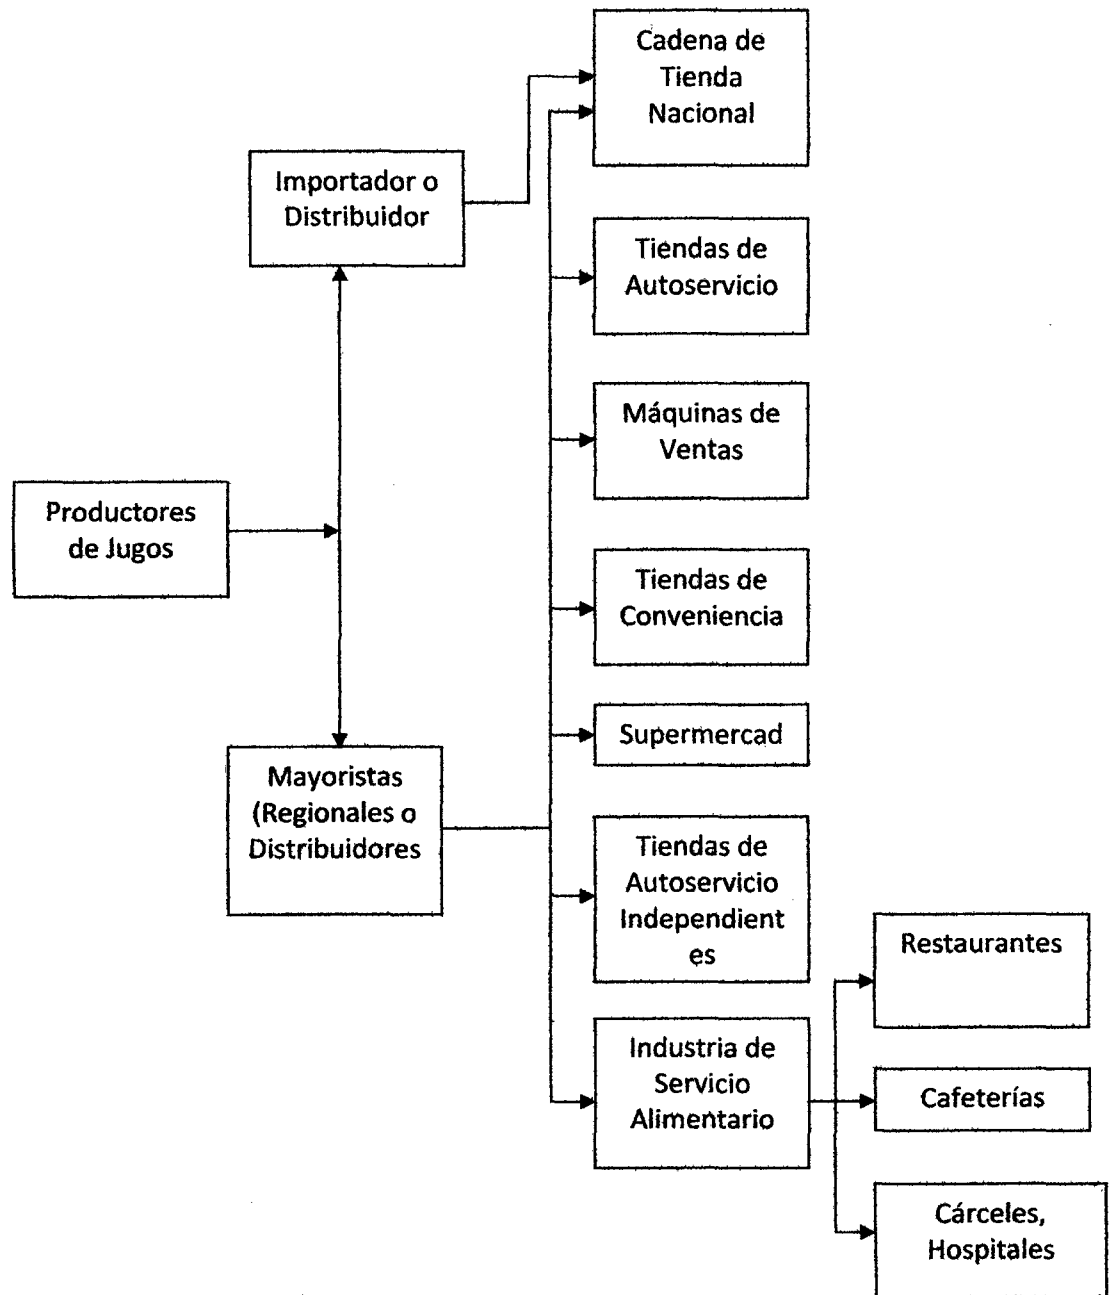 Cadena de
Tienda
Nacional
Importador o
Distribuidor
Tiendas de
Autoservicio
Máquinas de
Ventas
Productores
de Jugos
Tiendas de
Conveniencia
Supermercad
Mayoristas
(Regionales o
Distribuidores
Tiendas de
Autoservicio
Independient
es
Restaurantes
Industria de
Servicio
Alimentario
Cafeterías
Cárceles,
Hospitales